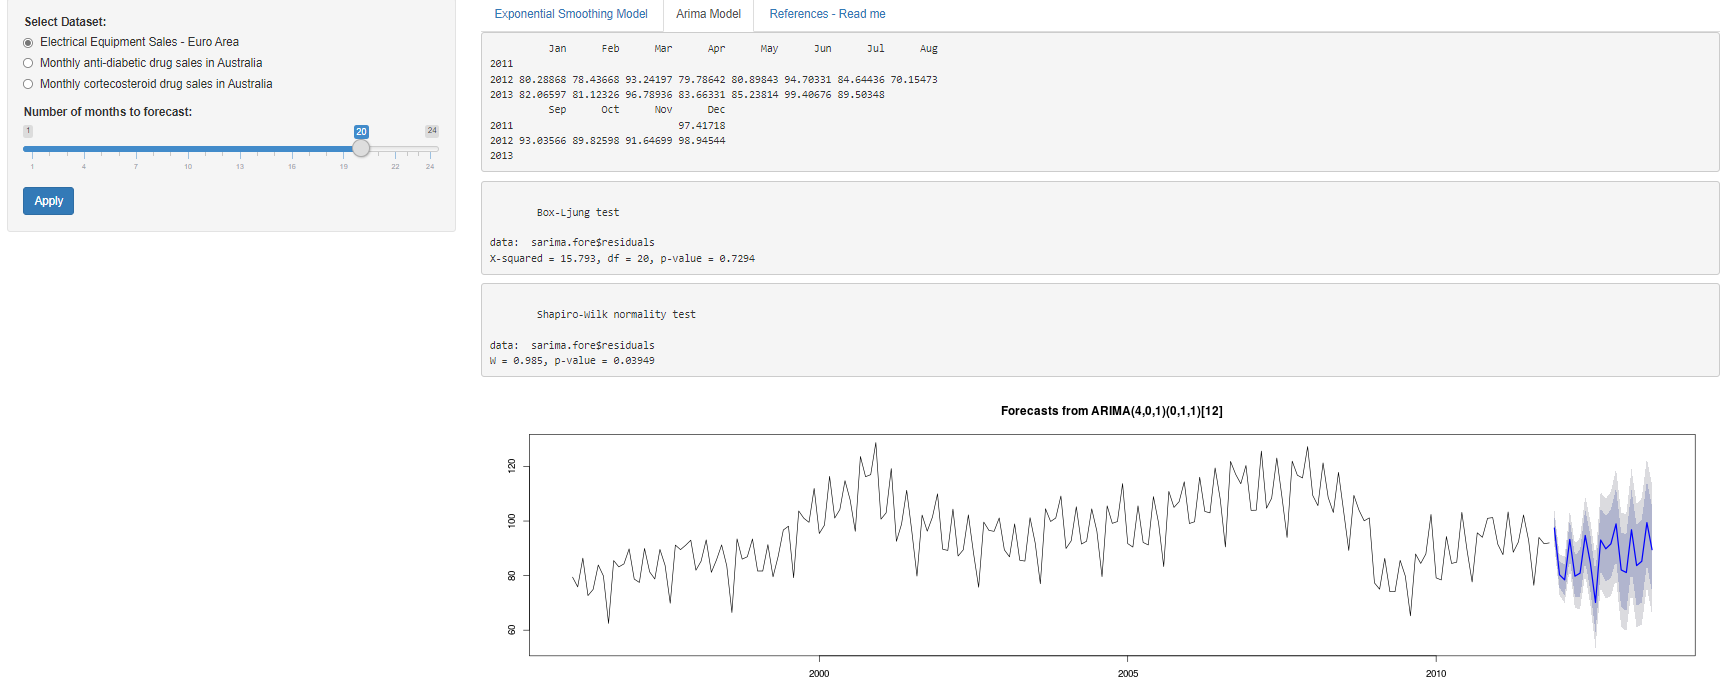 Select Dataset:
Electrical Equipment Sales - Euro Area
Monthly anti-diabetic drug sales in Australia
Monthly cortecosteroid drug sales in Australia
Number of months to forecast:
1 20 24
1 4 7 10 13 16 19 22 24
Apply
Exponential Smoothing Model Arima Model References - Read me
Jan Feb Mar Apr May Jun Jul Aug
2011
2012 80.28868 78.43668 93.24197 79.78642 80.89843 94.70331 84.64436 70.15473
2013 82.06597 81.12326 96.78936 83.66331 85.23814 99.40676 89.50348
Sep Oct Nov Dec
2011 97.41718
2012 93.03566 89.82598 91.64699 98.94544
2013
Box-Ljung test
data: sarima.fore$residuals
X-squared = 15.793, df = 20, p-value = 0.7294
Shapiro-Wilk normality test
data: sarima.fore$residuals
W = 0.985, p-value = 0.03949
Forecasts from ARIMA(4,0,1)(0,1,1)[12]
120
100
80
60
2000 2005 2010